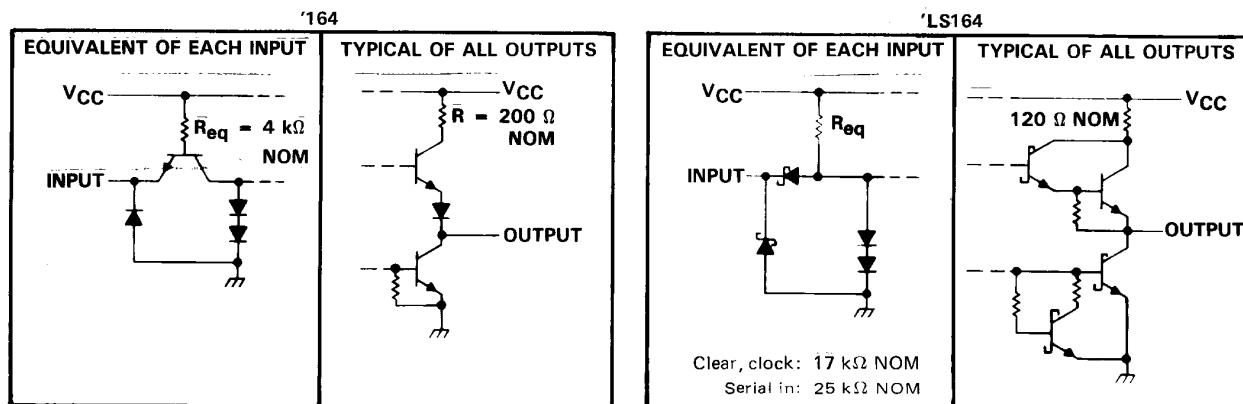 '164
EQUIVALENT OF EACH INPUT
VCC
Req = 4 kΩ
NOM
INPUT
TYPICAL OF ALL OUTPUTS
VCC
R = 200 Ω
NOM
OUTPUT
'LS164
EQUIVALENT OF EACH INPUT
VCC
Req
INPUT
Clear, clock: 17 kΩ NOM
Serial in: 25 kΩ NOM
TYPICAL OF ALL OUTPUTS
VCC
120 Ω NOM
OUTPUT